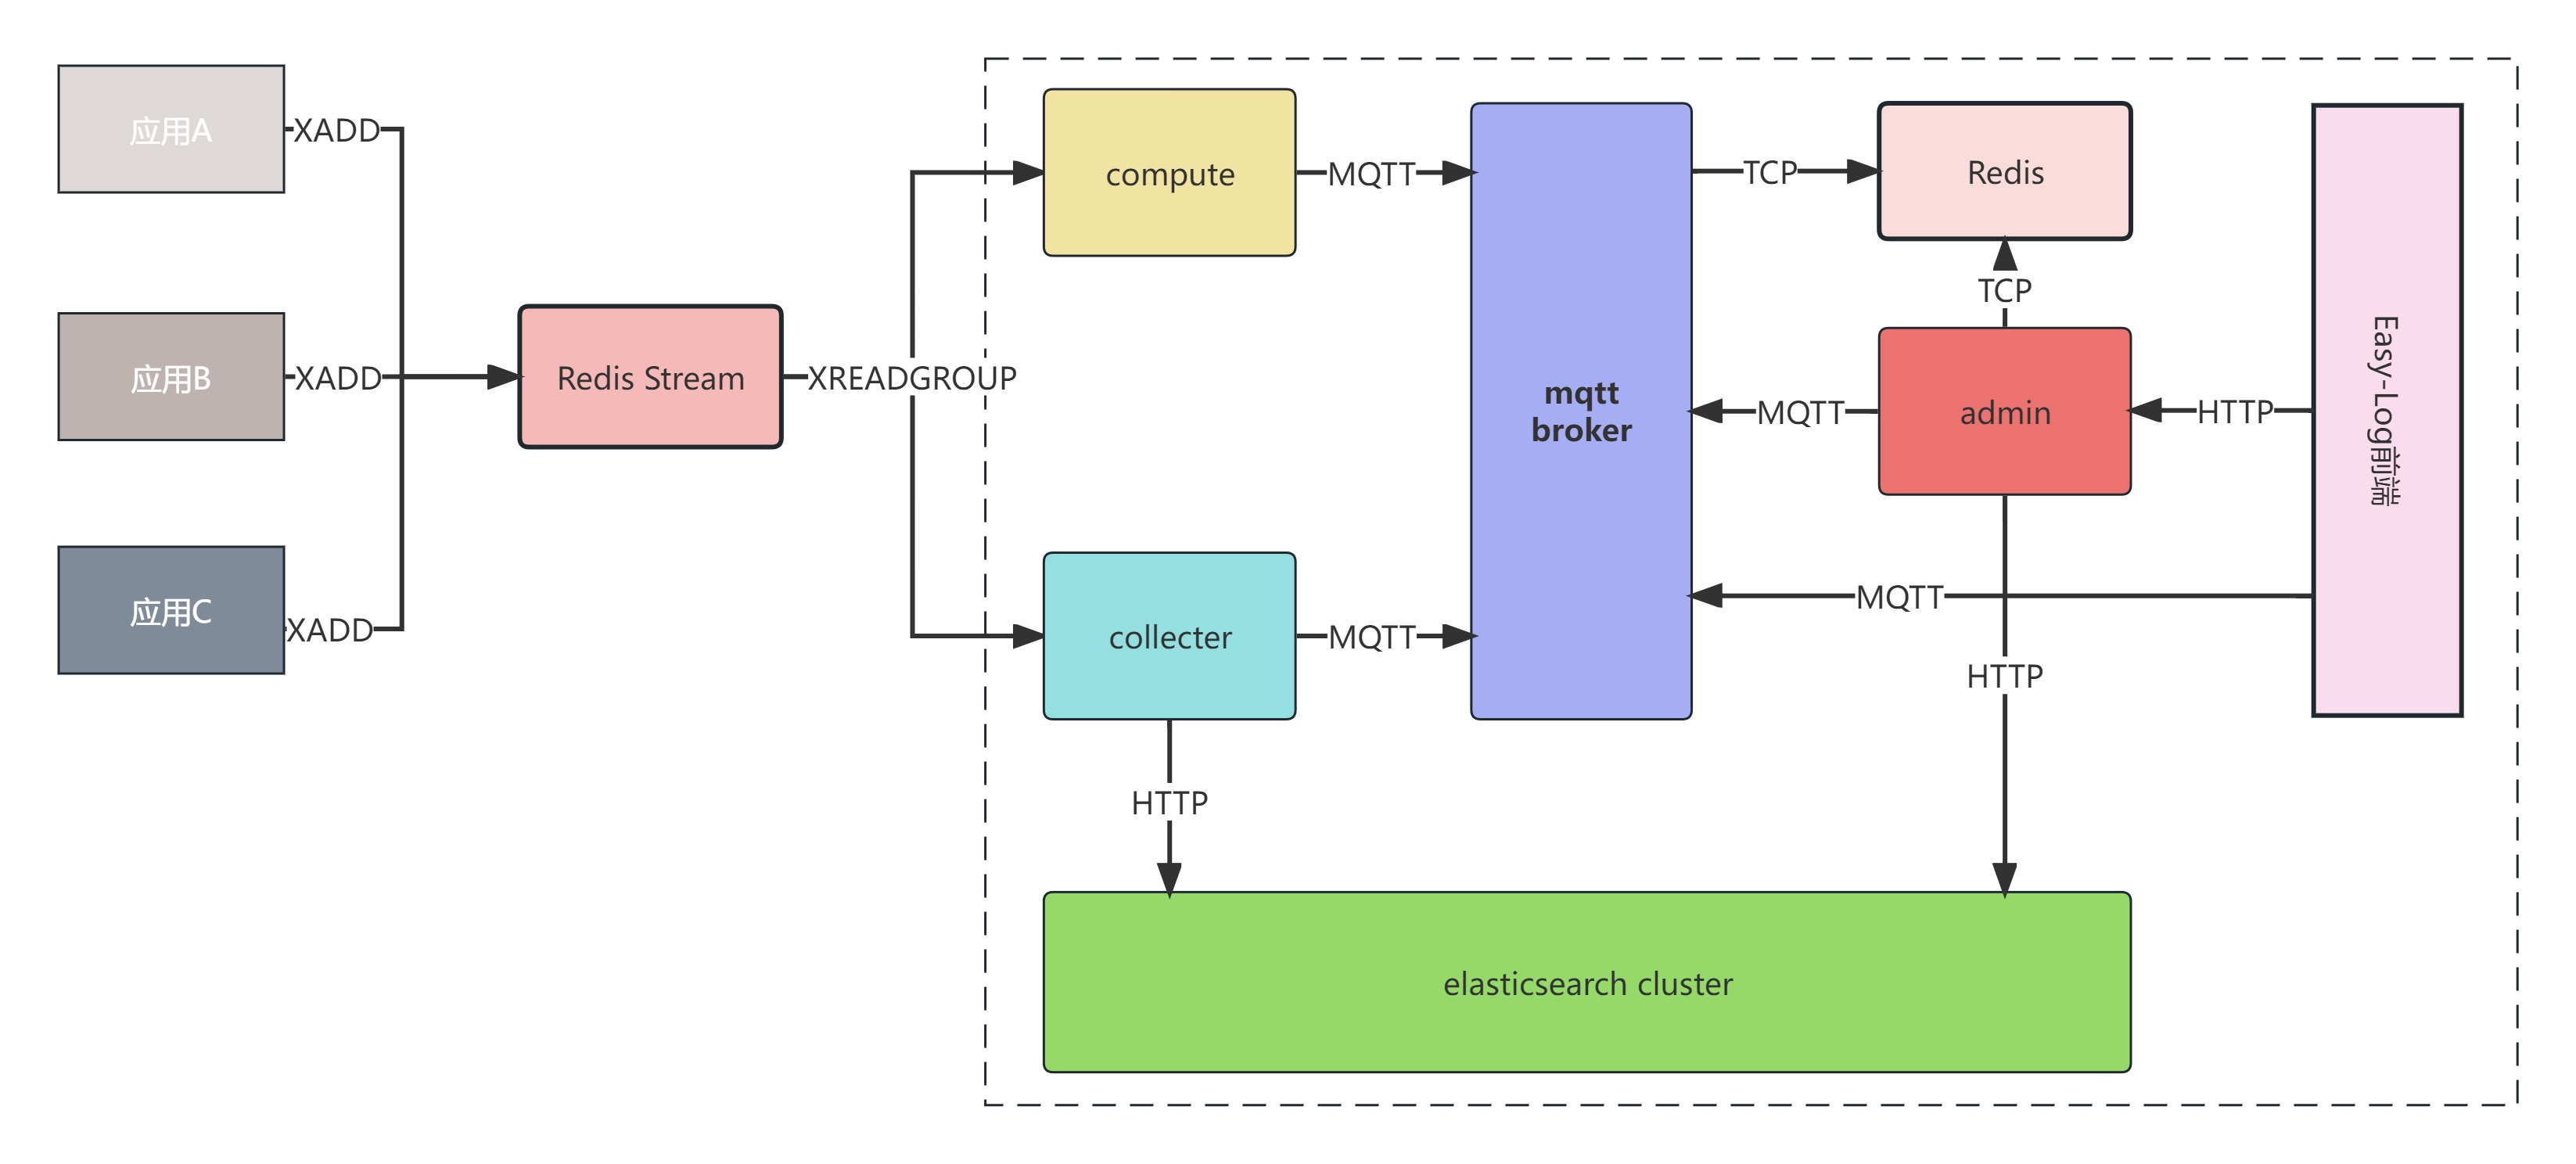 应用A
XADD
应用B
XADD
应用C
XADD
Redis Stream
XREADGROUP
compute
MQTT
collecter
MQTT
HTTP
mqtt
broker
TCP
Redis
TCP
MQTT
admin
HTTP
MQTT
HTTP
Easy-Log前端
elasticsearch cluster